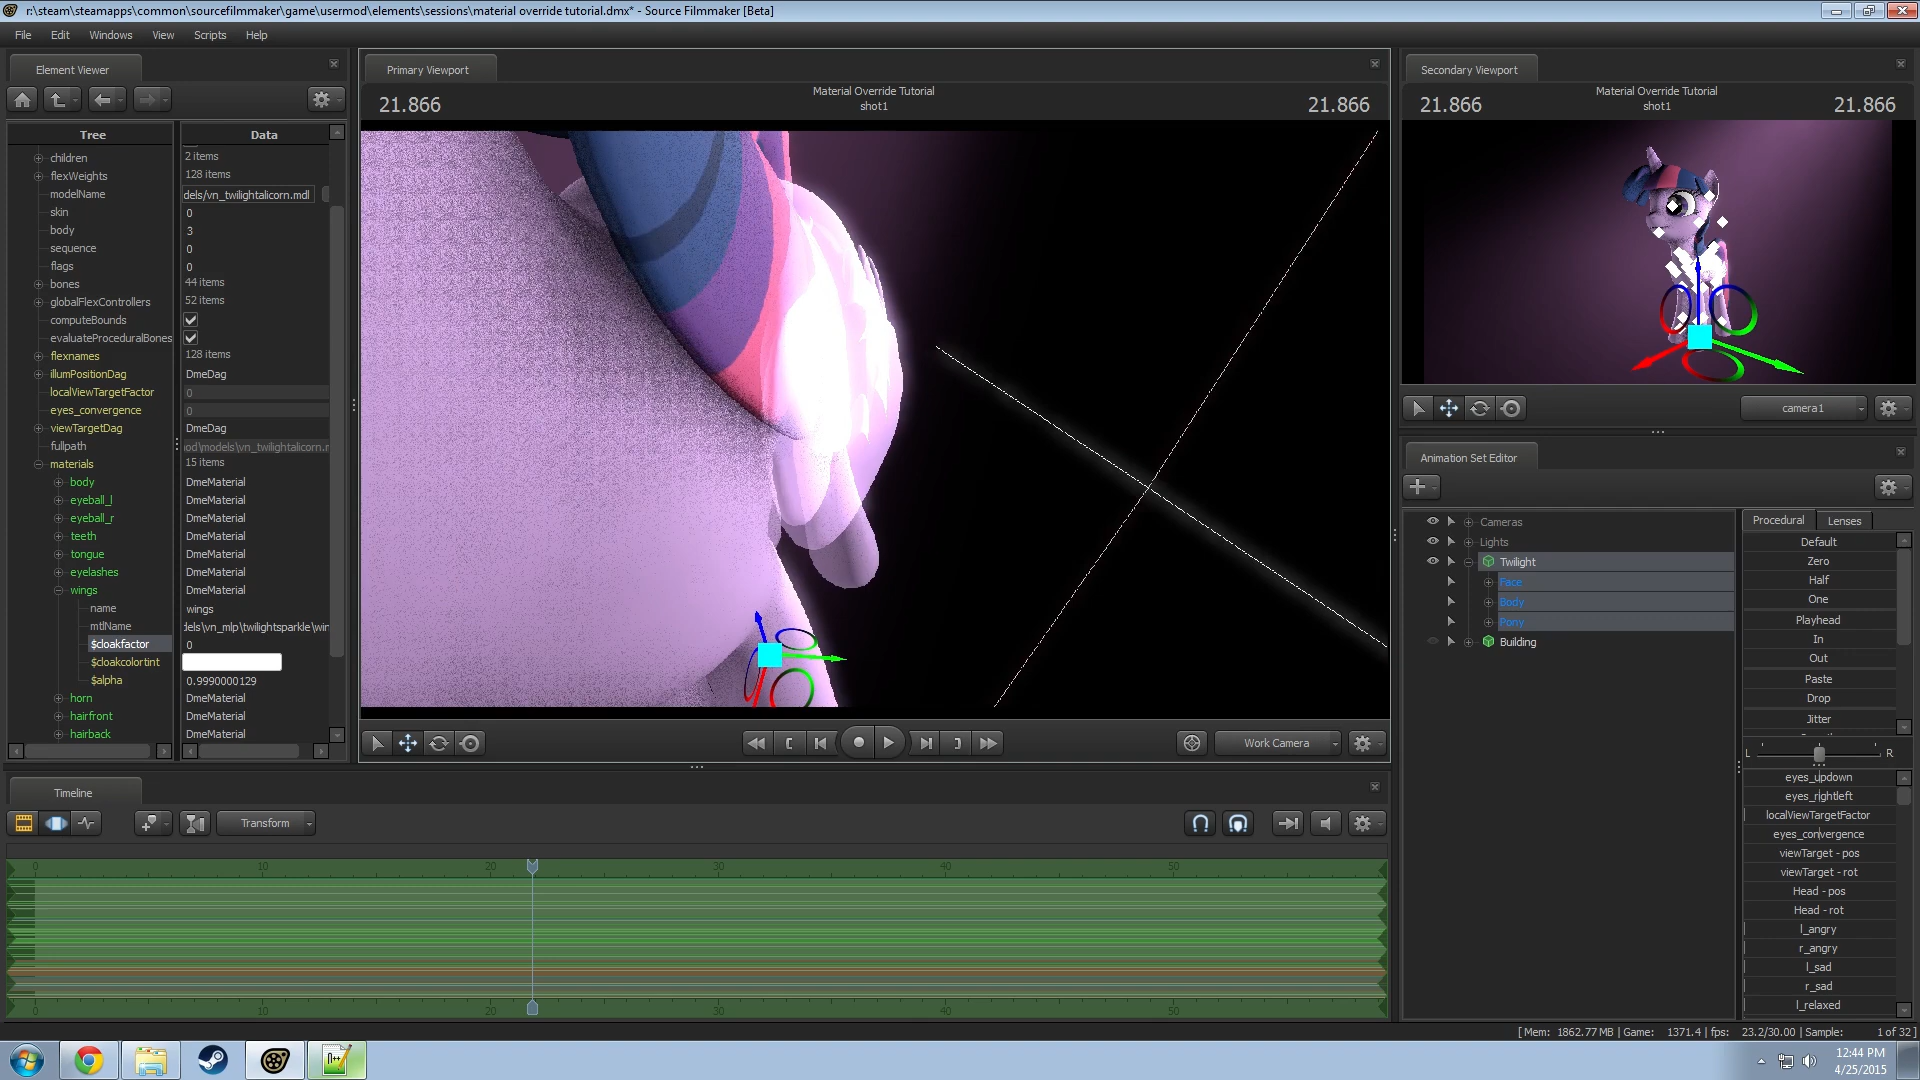 r:\steam\steamapps\common\sourcefilmmaker\game\usermod\elements\sessions\material override tutorial.dmx* - Source Filmmaker [Beta]
File Edit Windows View Scripts Help
Element Viewer
Tree Data
children 2 items
flexWeights 128 items
modelName dels/vn_twilightalicorn.mdl
skin 0
body 3
sequence 0
flags 0
bones 44 items
globalFlexControllers 52 items
computeBounds
evaluateProceduralBones
flexnames 128 items
illumPositionDag DmeDag
localViewTargetFactor 0
eyes_convergence 0
viewTargetDag DmeDag
fullpath od\models\vn_twilightalicorn.r
materials 15 items
body DmeMaterial
eyeball_l DmeMaterial
eyeball_r DmeMaterial
teeth DmeMaterial
tongue DmeMaterial
eyelashes DmeMaterial
wings DmeMaterial
name wings
mtlName dels\vn_mlp\twilightsparkle\win
$cloakfactor 0
$cloakcolortint
$alpha 0.9990000129
horn DmeMaterial
hairfront DmeMaterial
hairback DmeMaterial
Primary Viewport
21.866 Material Override Tutorial 21.866
shot1
Work Camera
Secondary Viewport
21.866 Material Override Tutorial 21.866
shot1
camera1
Animation Set Editor
Cameras
Lights
Twilight
Face
Body
Pony
Building
Procedural Lenses
Default
Zero
Half
One
Playhead
In
Out
Paste
Drop
Jitter
L R
eyes_updown
eyes_rightleft
localViewTargetFactor
eyes_convergence
viewTarget - pos
viewTarget - rot
Head - pos
Head - rot
l_angry
r_angry
l_sad
r_sad
l_relaxed
Timeline
Transform
0 10 20 30 40 50
0 10 20 30 40 50
[ Mem: 1862.77 MB | Game: 1371.4 | fps: 23.2/30.00 | Sample: 1 of 32 ]
12:44 PM
4/25/2015